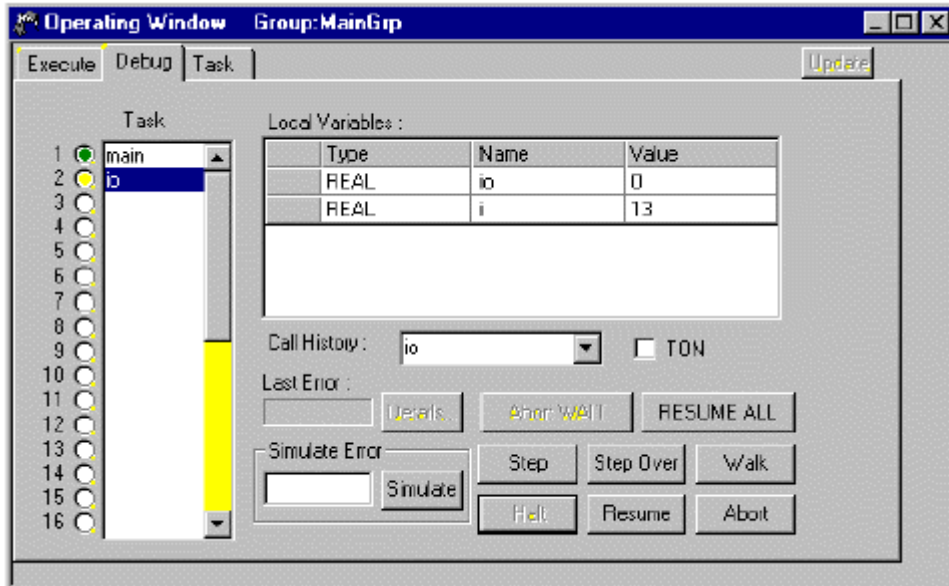 Operating Window Group:MainGrp
Execute Debug Task Update
Task
Local Variables :
1 main
2 io
3
4
5
6
7
8
9
10
11
12
13
14
15
16
Type Name Value
REAL io 0
REAL i 13
Call History : io TON
Last Error :
Details... Abort WAIT RESUME ALL
Simulate Error
Simulate
Step Step Over Walk
Halt Resume Abort